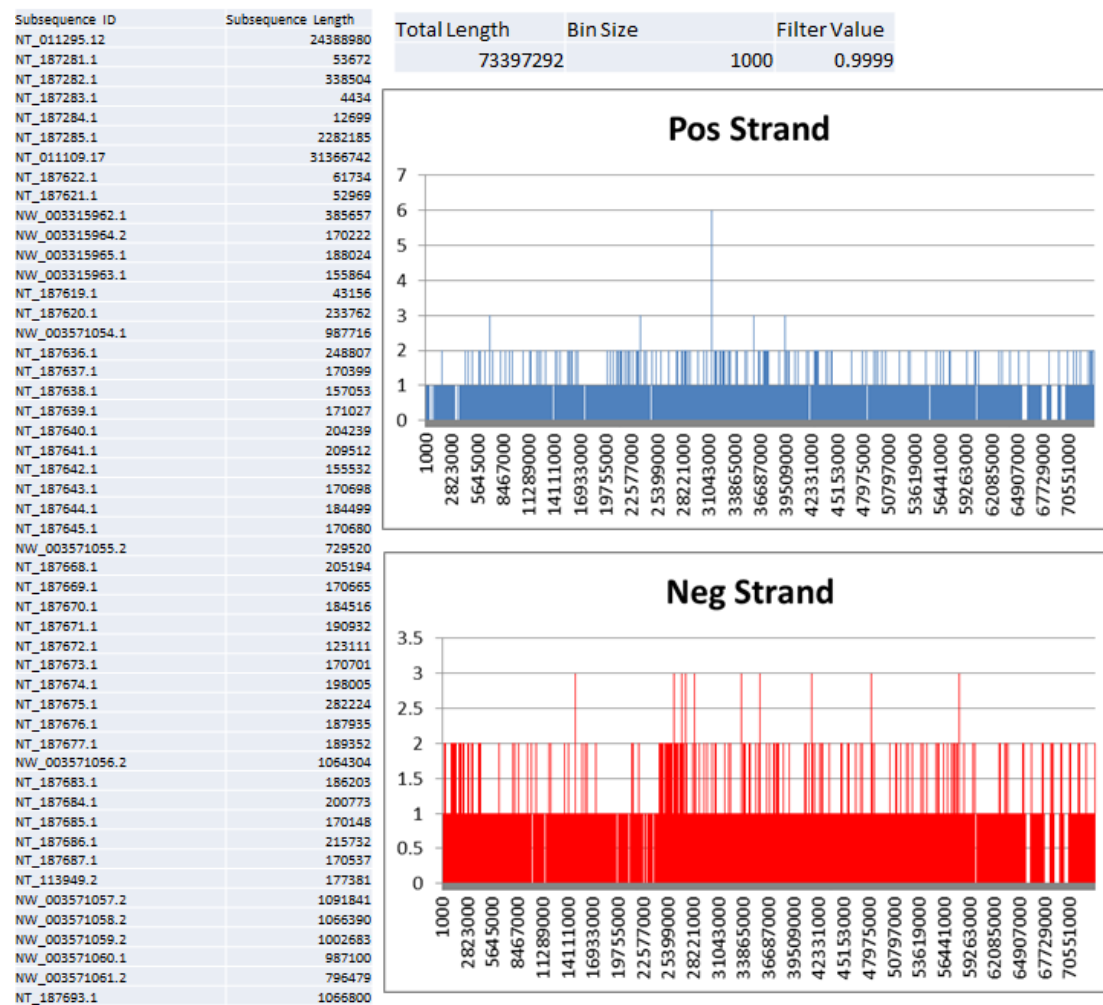 Subsequence ID Subsequence Length
NT_011295.12 24388980
NT_187281.1 53672
NT_187282.1 338504
NT_187283.1 4434
NT_187284.1 12699
NT_187285.1 2282185
NT_011109.17 31366742
NT_187622.1 61734
NT_187621.1 52969
NW_003315962.1 385657
NW_003315964.2 170222
NW_003315965.1 188024
NW_003315963.1 155864
NT_187619.1 43156
NT_187620.1 233762
NW_003571054.1 987716
NT_187636.1 248807
NT_187637.1 170399
NT_187638.1 157053
NT_187639.1 171027
NT_187640.1 204239
NT_187641.1 209512
NT_187642.1 155532
NT_187643.1 170698
NT_187644.1 184499
NT_187645.1 170680
NW_003571055.2 729520
NT_187668.1 205194
NT_187669.1 170665
NT_187670.1 184516
NT_187671.1 190932
NT_187672.1 123111
NT_187673.1 170701
NT_187674.1 198005
NT_187675.1 282224
NT_187676.1 187935
NT_187677.1 189352
NW_003571056.2 1064304
NT_187683.1 186203
NT_187684.1 200773
NT_187685.1 170148
NT_187686.1 215732
NT_187687.1 170537
NT_113949.2 177381
NW_003571057.2 1091841
NW_003571058.2 1066390
NW_003571059.2 1002683
NW_003571060.1 987100
NW_003571061.2 796479
NT_187693.1 1066800
Total Length Bin Size Filter Value
73397292 1000 0.9999
Pos Strand
7
6
5
4
3
2
1
0
1000 2823000 5645000 8467000 11289000 14111000 16933000 19755000 22577000 25399000 28221000 31043000 33865000 36687000 39509000 42331000 45153000 47975000 50797000 53619000 56441000 59263000 62085000 64907000 67729000 70551000
Neg Strand
3.5
3
2.5
2
1.5
1
0.5
0
1000 2823000 5645000 8467000 11289000 14111000 16933000 19755000 22577000 25399000 28221000 31043000 33865000 36687000 39509000 42331000 45153000 47975000 50797000 53619000 56441000 59263000 62085000 64907000 67729000 70551000